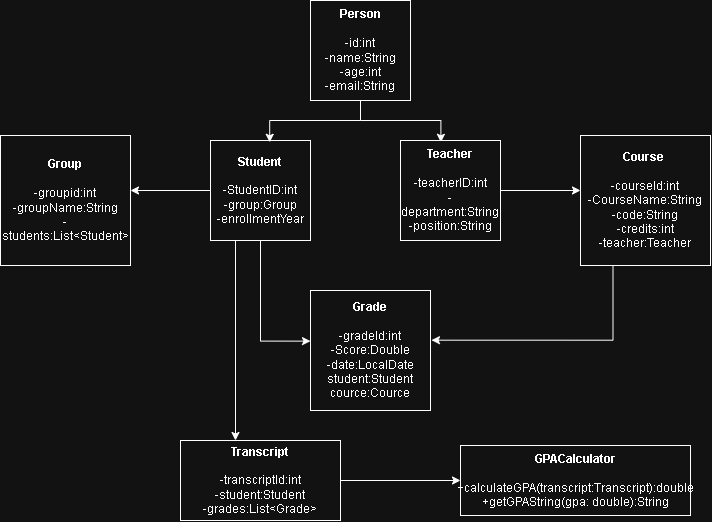 Person
-id:int
-name:String
-age:int
-email:String
Group
-groupid:int
-groupName:String
-
students:List<Student>
Student
-StudentID:int
-group:Group
-enrollmentYear
Teacher
-teacherID:int
-
department:String
-position:String
Course
-courseId:int
-CourseName:String
-code:String
-credits:int
-teacher:Teacher
Grade
-gradeId:int
-Score:Double
-date:LocalDate
student:Student
cource:Cource
Transcript
-transcriptId:int
-student:Student
-grades:List<Grade>
GPACalculator
-calculateGPA(transcript:Transcript):double
+getGPAString(gpa: double):String